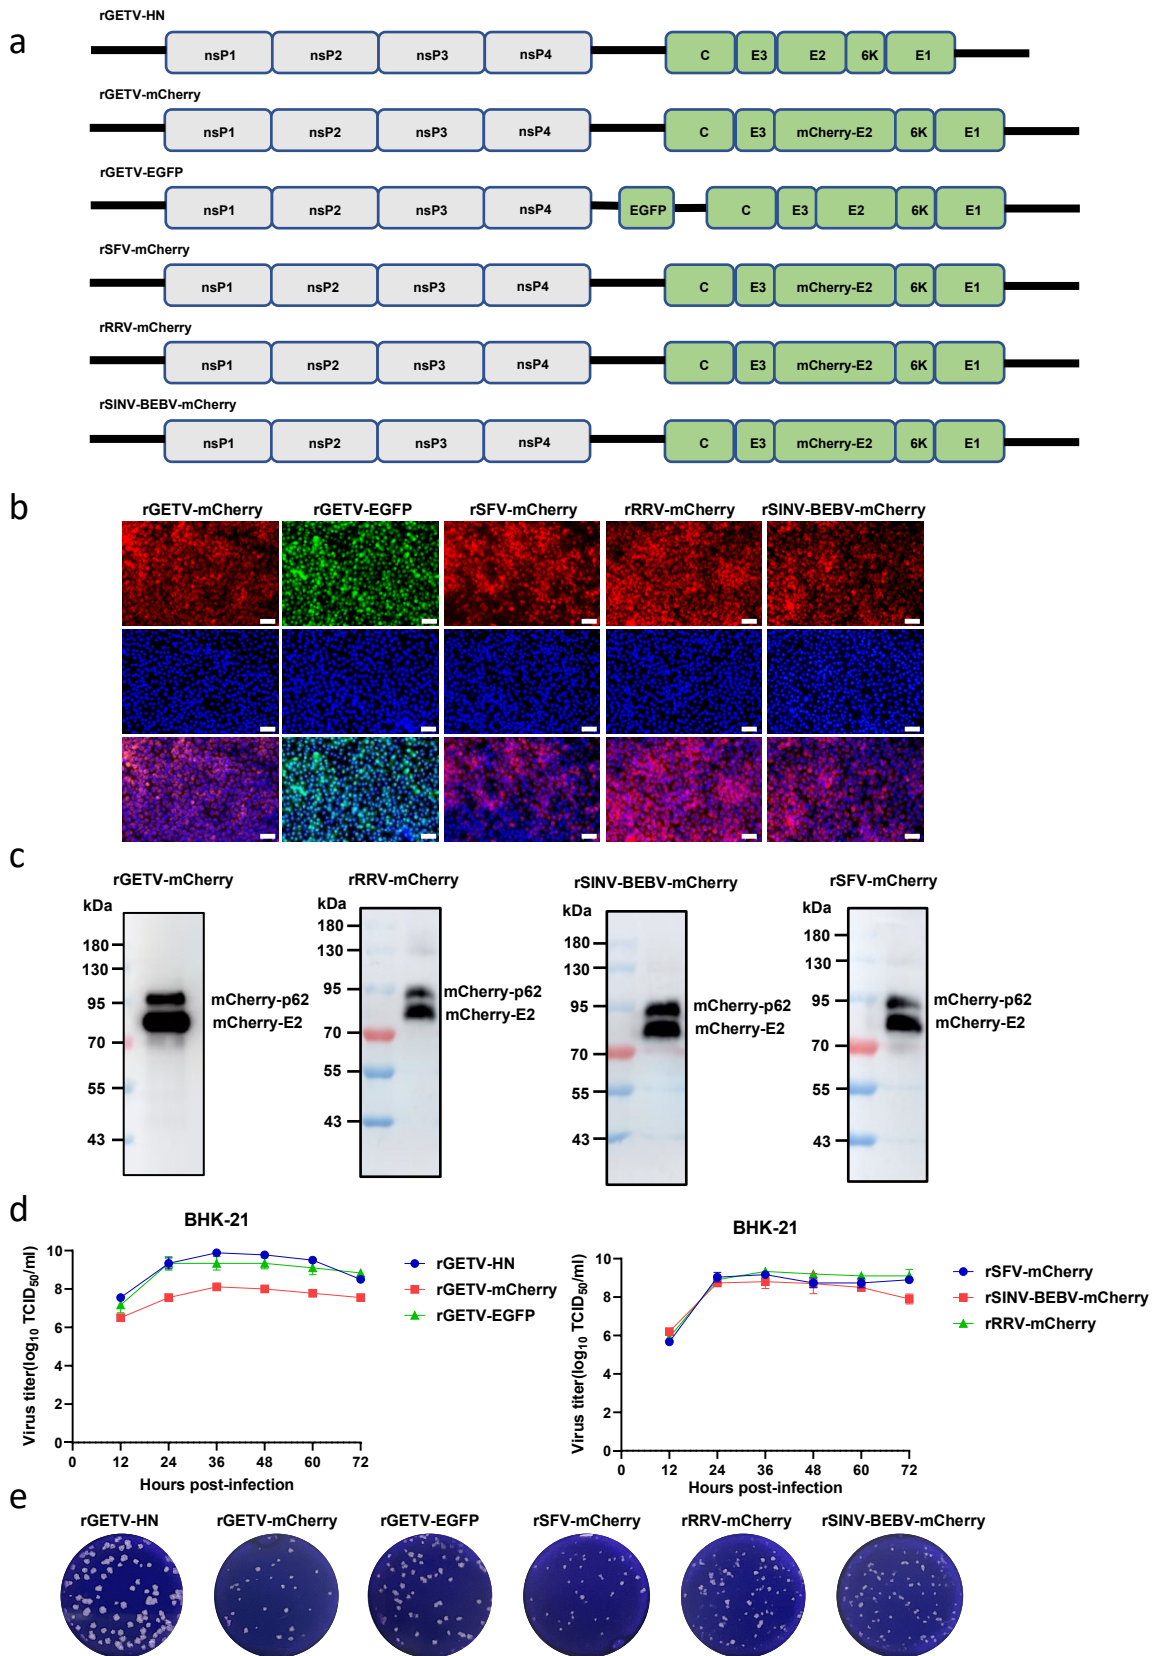 a
rGETV-HN
nsP1 nsP2 nsP3 nsP4 C E3 E2 6K E1
rGETV-mCherry
nsP1 nsP2 nsP3 nsP4 C E3 mCherry-E2 6K E1
rGETV-EGFP
nsP1 nsP2 nsP3 nsP4 EGFP C E3 E2 6K E1
rSFV-mCherry
nsP1 nsP2 nsP3 nsP4 C E3 mCherry-E2 6K E1
rRRV-mCherry
nsP1 nsP2 nsP3 nsP4 C E3 mCherry-E2 6K E1
rSINV-BEBV-mCherry
nsP1 nsP2 nsP3 nsP4 C E3 mCherry-E2 6K E1
b
rGETV-mCherry rGETV-EGFP rSFV-mCherry rRRV-mCherry rSINV-BEBV-mCherry
c
rGETV-mCherry
kDa
180
130
95
70
55
43
mCherry-p62
mCherry-E2
rRRV-mCherry
kDa
180
130
95
70
55
43
mCherry-p62
mCherry-E2
rSINV-BEBV-mCherry
kDa
180
130
95
70
55
43
mCherry-p62
mCherry-E2
rSFV-mCherry
kDa
180
130
95
70
55
43
mCherry-p62
mCherry-E2
d
BHK-21
Virus titer(log10 TCID50/ml)
10
8
6
4
2
0
0 12 24 36 48 60 72
Hours post-infection
rGETV-HN
rGETV-mCherry
rGETV-EGFP
BHK-21
Virus titer(log10 TCID50/ml)
10
8
6
4
2
0
0 12 24 36 48 60 72
Hours post-infection
rSFV-mCherry
rSINV-BEBV-mCherry
rRRV-mCherry
e
rGETV-HN rGETV-mCherry rGETV-EGFP rSFV-mCherry rRRV-mCherry rSINV-BEBV-mCherry